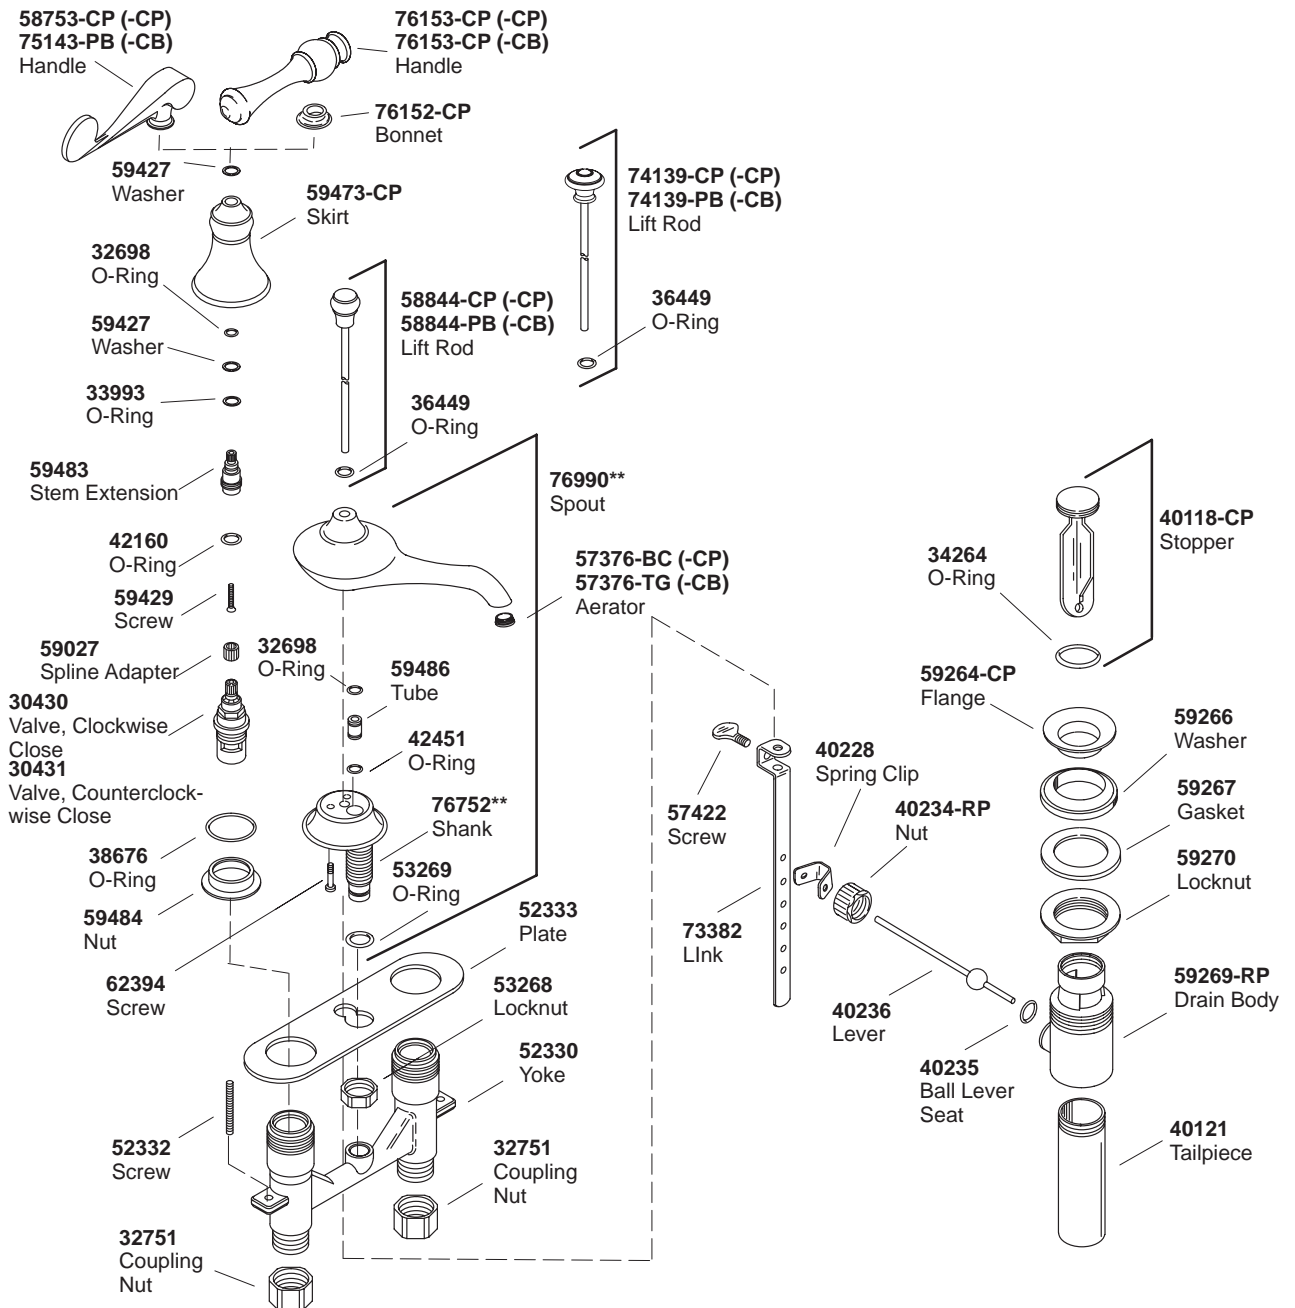 58753-CP (-CP)
75143-PB (-CB)
Handle
76153-CP (-CP)
76153-CP (-CB)
Handle
76152-CP
Bonnet
59427
Washer
59473-CP
Skirt
74139-CP (-CP)
74139-PB (-CB)
Lift Rod
32698
O-Ring
58844-CP (-CP)
58844-PB (-CB)
Lift Rod
36449
O-Ring
59427
Washer
33993
O-Ring
36449
O-Ring
59483
Stem Extension
76990**
Spout
40118-CP
Stopper
42160
O-Ring
57376-BC (-CP)
57376-TG (-CB)
Aerator
34264
O-Ring
59429
Screw
59027
Spline Adapter
32698
O-Ring
59486
Tube
59264-CP
Flange
30430
Valve, Clockwise
Close
30431
Valve, Counterclock-
wise Close
42451
O-Ring
40228
Spring Clip
59266
Washer
76752**
Shank
57422
Screw
40234-RP
Nut
59267
Gasket
38676
O-Ring
53269
O-Ring
59270
Locknut
59484
Nut
52333
Plate
73382
LInk
62394
Screw
53268
Locknut
40236
Lever
59269-RP
Drain Body
52330
Yoke
40235
Ball Lever
Seat
52332
Screw
32751
Coupling
Nut
40121
Tailpiece
32751
Coupling
Nut